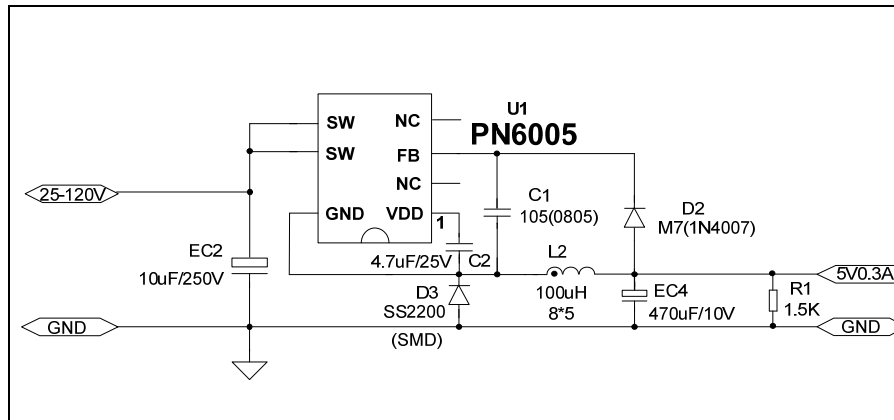 U1
PN6005
SW
NC
SW
FB
NC
GND
VDD
1
25-120V
C1
105(0805)
D2
M7(1N4007)
EC2
10uF/250V
4.7uF/25V
C2
L2
100uH
8*5
D3
SS2200
(SMD)
EC4
470uF/10V
R1
1.5K
5V0.3A
GND
GND